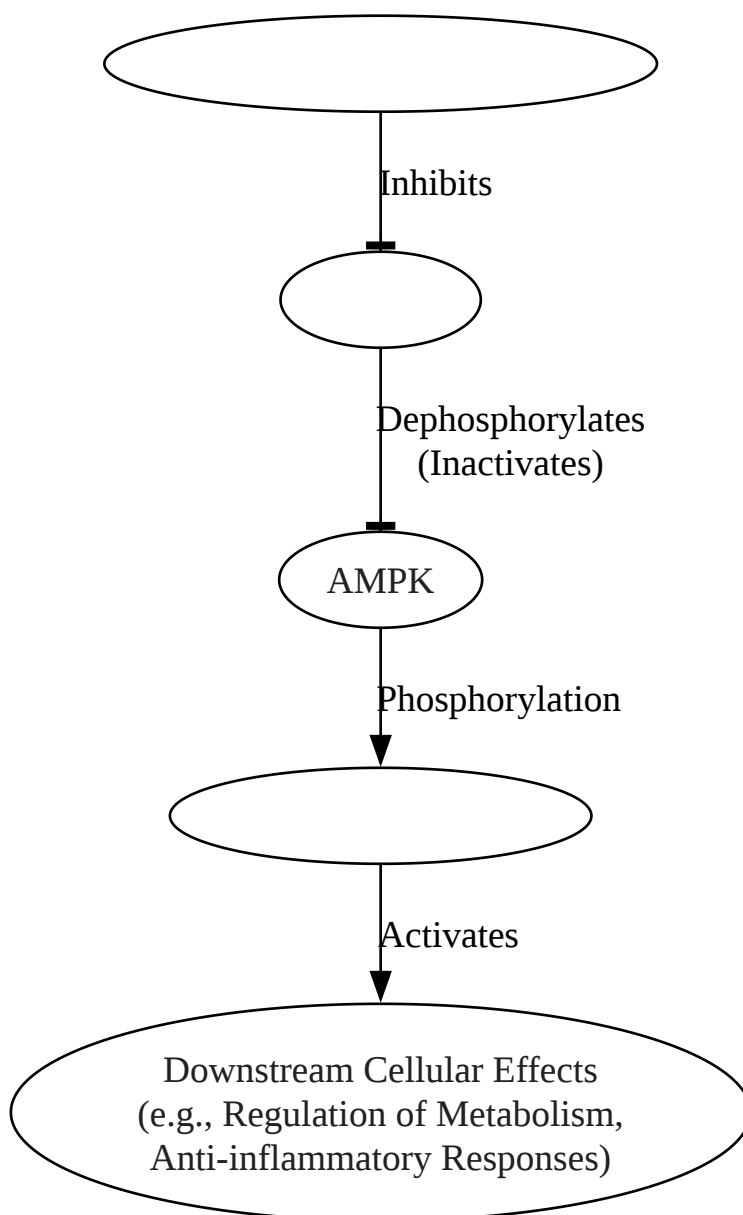 Inhibits
Dephosphorylates
(Inactivates)
AMPK
Phosphorylation
Activates
Downstream Cellular Effects
(e.g., Regulation of Metabolism,
Anti-inflammatory Responses)